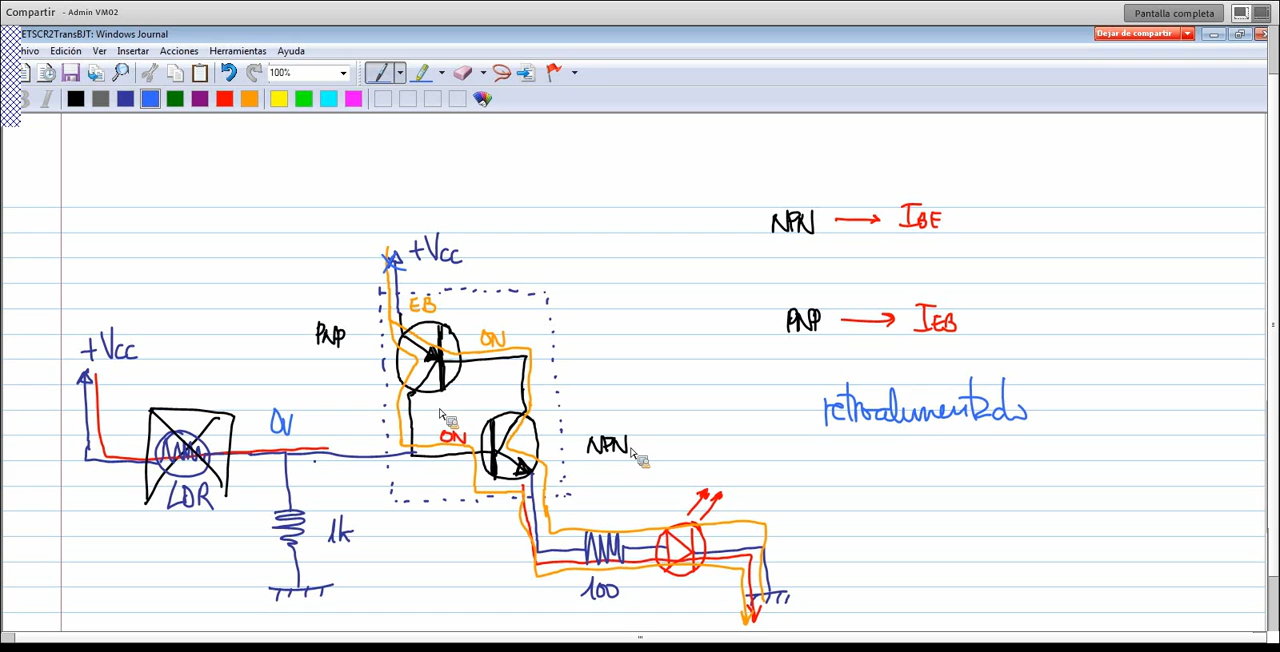 Compartir - Admin VM02
Pantalla completa
ETSCR2TransBJT: Windows Journal
Dejar de compartir
hivo Edición Ver Insertar Acciones Herramientas Ayuda
100%
NPN → IBE
+Vcc
EB
PNP
ON
PNP → IEB
+Vcc
retroalimentado
0V
ON
NPN
LDR
1k
100